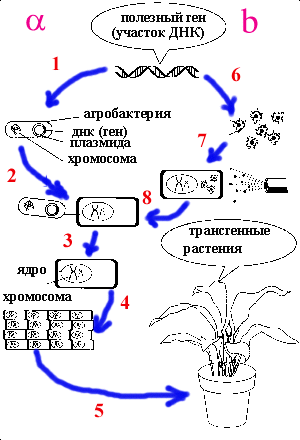 α
b
полезный ген
(участок ДНК)
1
6
агробактерия
днк (ген)
плазмида
хромосома
7
2
8
3
трансгенные
растения
ядро
хромосома
4
5